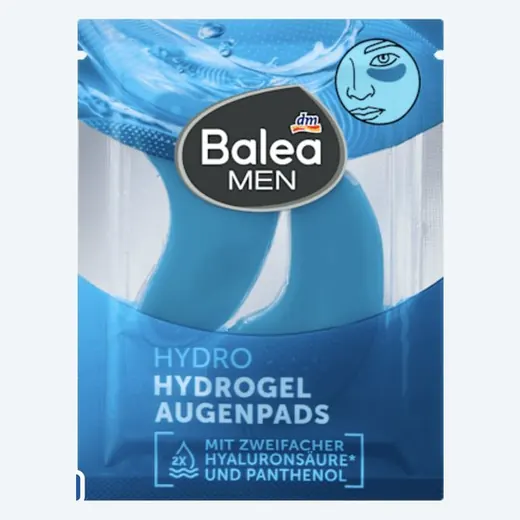 dm
Balea
MEN
HYDRO
HYDROGEL
AUGENPADS
2X
MIT ZWEIFACHER
HYALURONSÄURE*
UND PANTHENOL